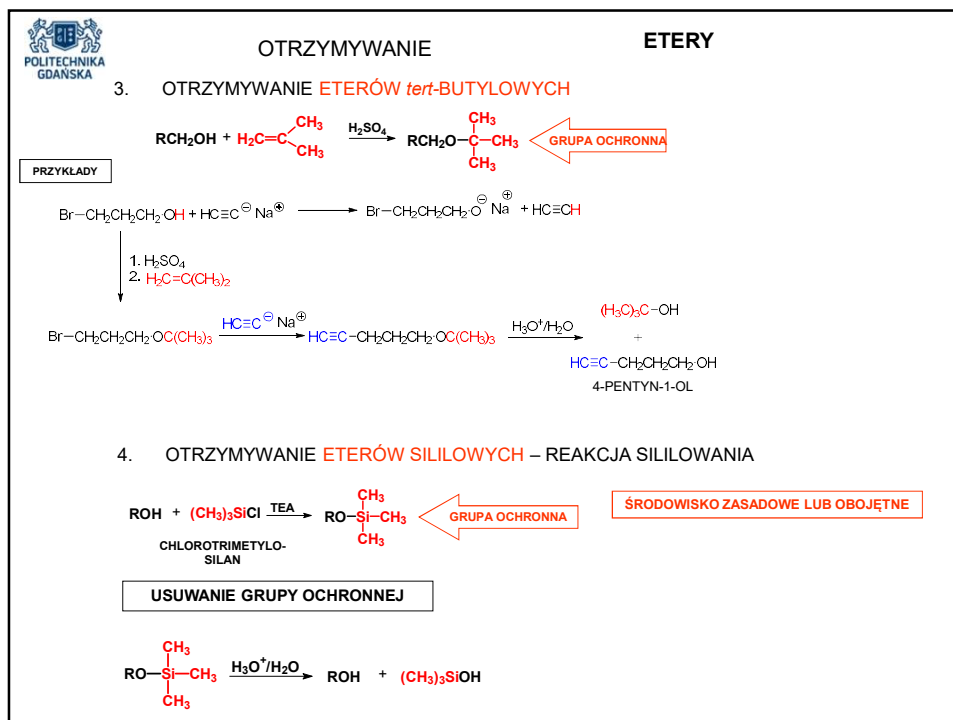 POLITECHNIKA
GDAŃSKA
OTRZYMYWANIE
ETERY
3. OTRZYMYWANIE ETERÓW tert-BUTYLOWYCH
RCH₂OH + H₂C=C(CH₃)CH₃ H₂SO₄ RCH₂O-C(CH₃)(CH₃)CH₃
GRUPA OCHRONNA
PRZYKŁADY
Br-CH₂CH₂CH₂·OH + HC≡C⊖ Na⊕ Br-CH₂CH₂CH₂·O⊖ Na⊕ + HC≡CH
1. H₂SO₄
2. H₂C=C(CH₃)₂
Br-CH₂CH₂CH₂·OC(CH₃)₃ HC≡C⊖ Na⊕ HC≡C-CH₂CH₂CH₂·OC(CH₃)₃ H₃O⁺/H₂O (H₃C)₃C-OH
+
HC≡C-CH₂CH₂CH₂·OH
4-PENTYN-1-OL
4. OTRZYMYWANIE ETERÓW SILILOWYCH – REAKCJA SILILOWANIA
ROH + (CH₃)₃SiCl TEA RO-Si(CH₃)(CH₃)CH₃
GRUPA OCHRONNA
ŚRODOWISKO ZASADOWE LUB OBOJĘTNE
CHLOROTRIMETYLO-
SILAN
USUWANIE GRUPY OCHRONNEJ
RO-Si(CH₃)(CH₃)CH₃ H₃O⁺/H₂O ROH + (CH₃)₃SiOH